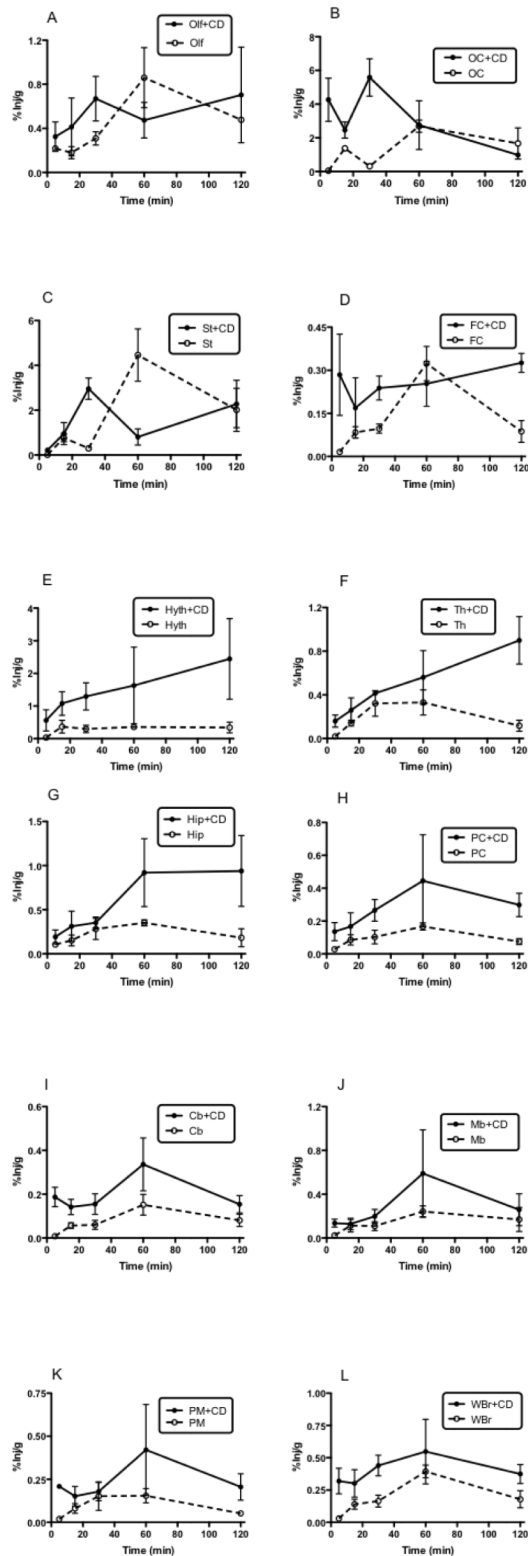 A
Olf+CD
Olf
%Inj/g
1.2
0.8
0.4
0.0
0 20 40 60 80 100 120
Time (min)
B
OC+CD
OC
%Inj/g
8
6
4
2
0
0 20 40 60 80 100 120
Time (min)
C
St+CD
St
%Inj/g
6
4
2
0
0 20 40 60 80 100 120
Time (min)
D
FC+CD
FC
%Inj/g
0.45
0.30
0.15
0.00
0 20 40 60 80 100 120
Time (min)
E
Hyth+CD
Hyth
%Inj/g
4
3
2
1
0
0 20 40 60 80 100 120
Time (min)
F
Th+CD
Th
%Inj/g
1.2
0.8
0.4
0.0
0 20 40 60 80 100 120
Time (min)
G
Hip+CD
Hip
%Inj/g
1.5
1.0
0.5
0.0
0 20 40 60 80 100 120
Time (min)
H
PC+CD
PC
%Inj/g
0.8
0.6
0.4
0.2
0.0
0 20 40 60 80 100 120
Time (min)
I
Cb+CD
Cb
%Inj/g
0.6
0.4
0.2
0.0
0 20 40 60 80 100 120
Time (min)
J
Mb+CD
Mb
%Inj/g
1.2
0.8
0.4
0.0
0 20 40 60 80 100 120
Time (min)
K
PM+CD
PM
%Inj/g
0.75
0.50
0.25
0.00
0 20 40 60 80 100 120
Time (min)
L
WBr+CD
WBr
%Inj/g
1.00
0.75
0.50
0.25
0.00
0 20 40 60 80 100 120
Time (min)